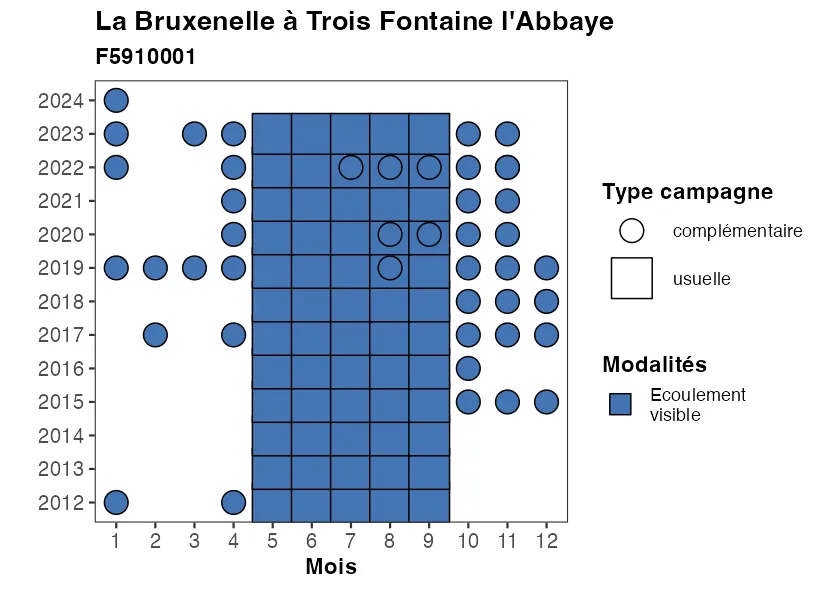 La Bruxenelle à Trois Fontaine l'Abbaye
F5910001
2024
2023
2022
2021
2020
2019
2018
2017
2016
2015
2014
2013
2012
1 2 3 4 5 6 7 8 9 10 11 12
Mois
Type campagne
complémentaire
usuelle
Modalités
Ecoulement
visible